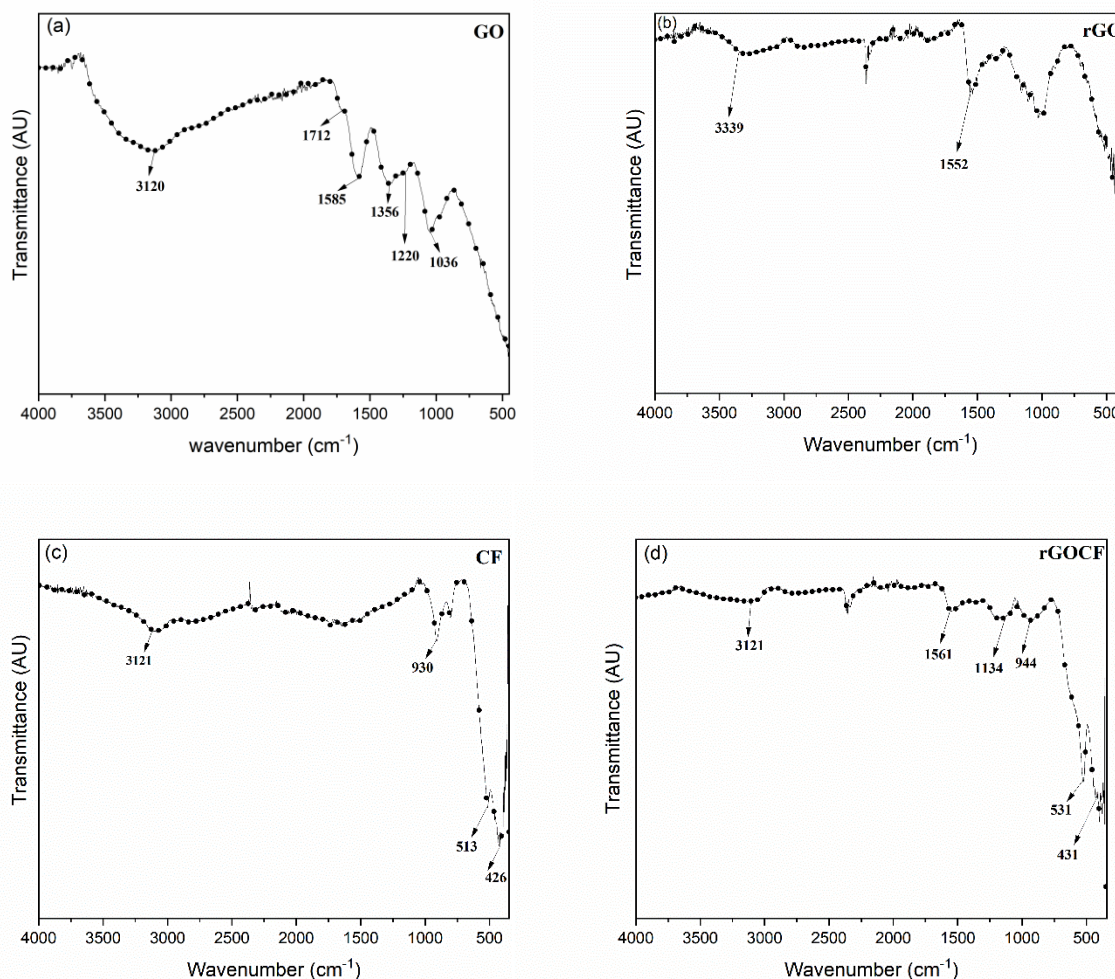 (a) GO
Transmittance (AU)
3120
1712
1585
1356
1220
1036
4000 3500 3000 2500 2000 1500 1000 500
wavenumber (cm⁻¹)
(b) rGO
Transmittance (AU)
3339
1552
4000 3500 3000 2500 2000 1500 1000 500
Wavenumber (cm⁻¹)
(c) CF
Transmittance (AU)
3121
930
513
426
4000 3500 3000 2500 2000 1500 1000 500
Wavenumber (cm⁻¹)
(d) rGOCF
Transmittance (AU)
3121
1561
1134
944
531
431
4000 3500 3000 2500 2000 1500 1000 500
Wavenumber (cm⁻¹)